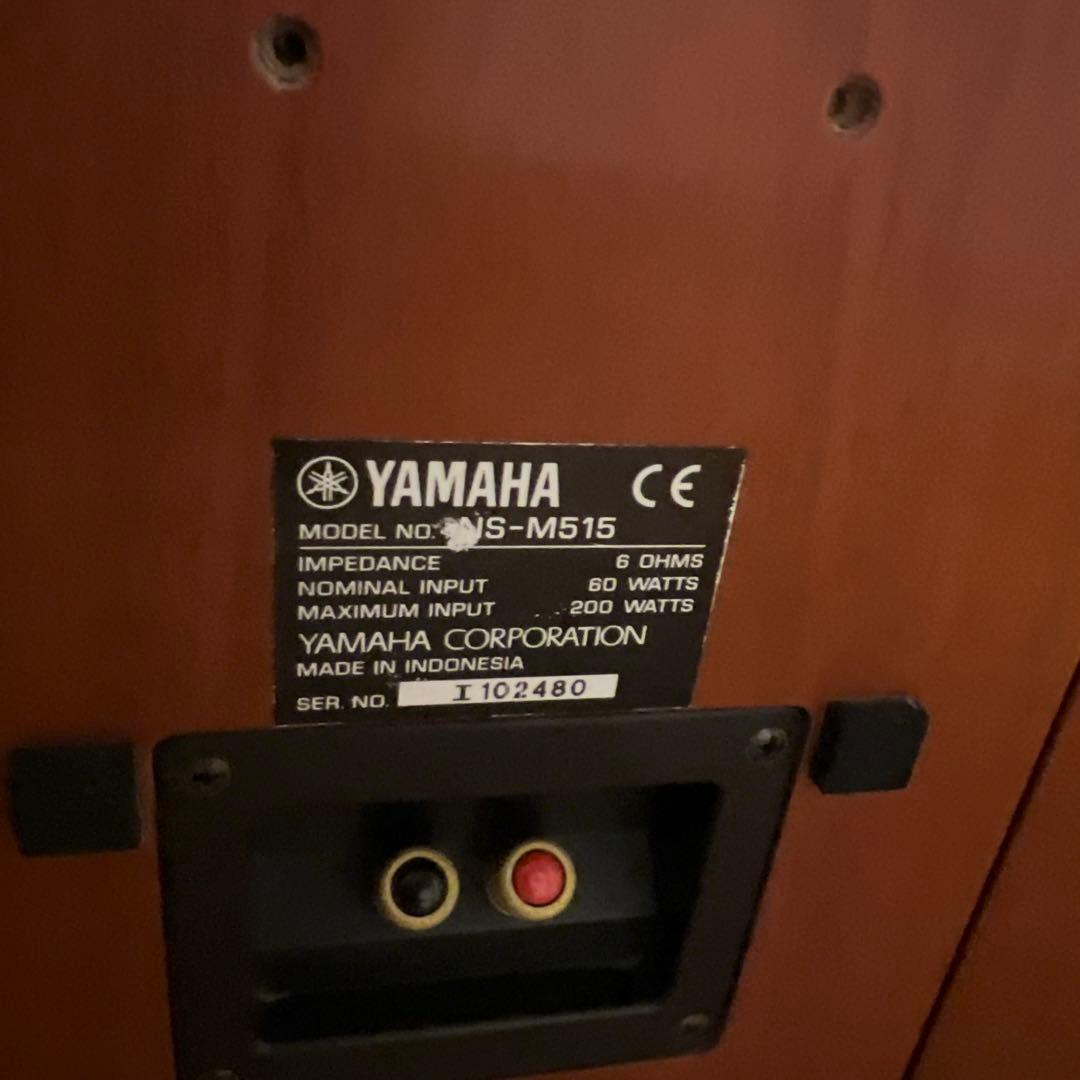 YAMAHA CE
MODEL NO. NS-M515
IMPEDANCE 6 OHMS
NOMINAL INPUT 60 WATTS
MAXIMUM INPUT 200 WATTS
YAMAHA CORPORATION
MADE IN INDONESIA
SER. NO. I 102480